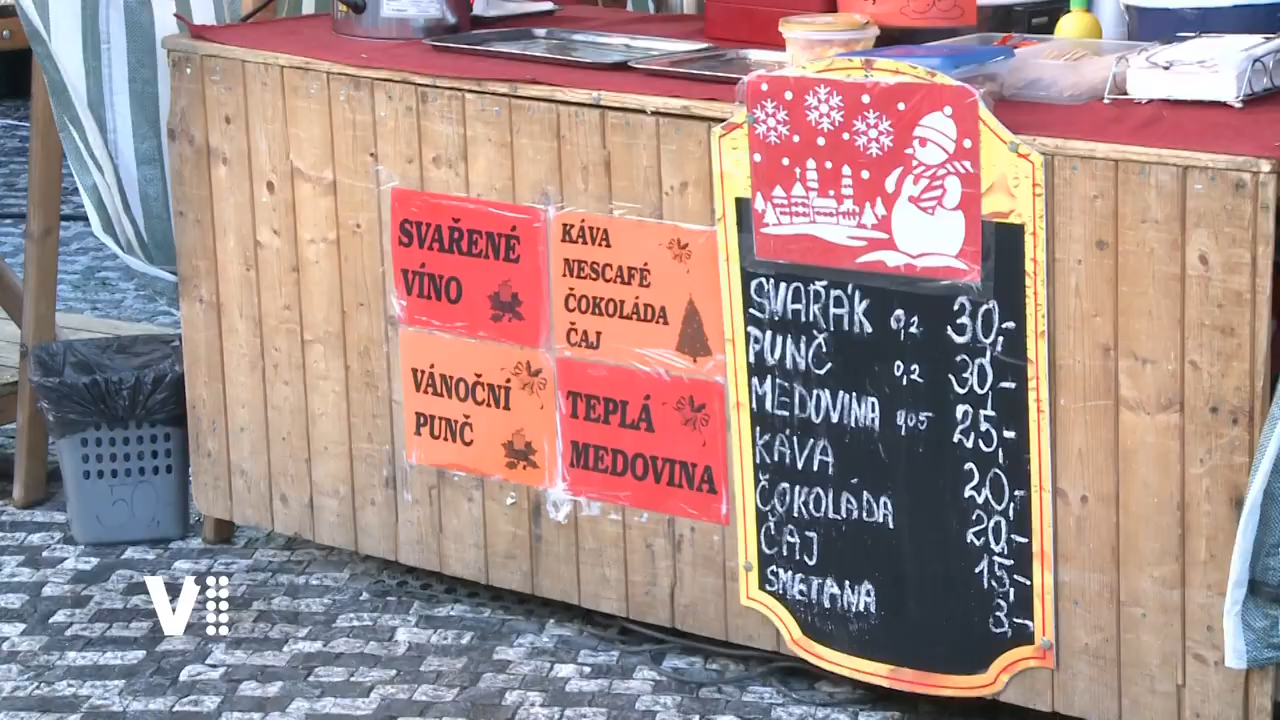 SVAŘENÉ
VÍNO
KÁVA
NESCAFÉ
ČOKOLÁDA
ČAJ
VÁNOČNÍ
PUNČ
TEPLÁ
MEDOVINA
SVAŘÁK 0,2 30,-
PUNČ 0,2 30,-
MEDOVINA 0,05 25,-
KÁVA 20,-
ČOKOLÁDA 20,-
ČAJ 15,-
SMETANA 3,-
50,
V